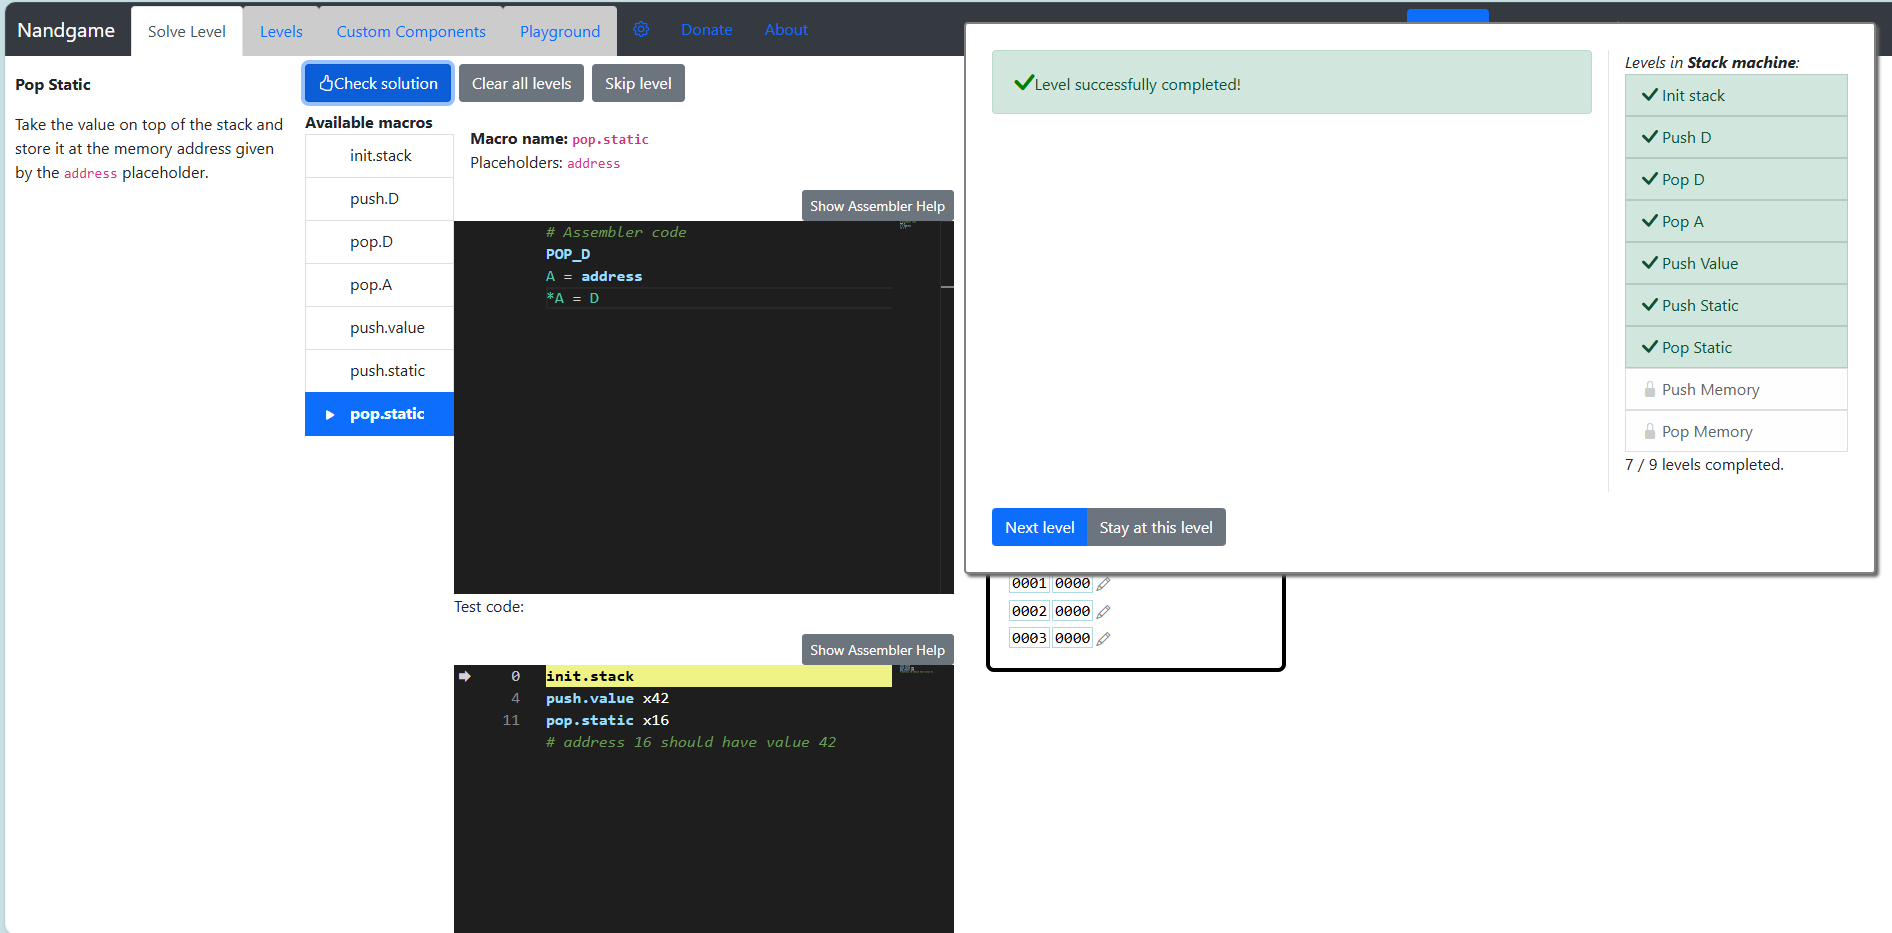 Nandgame
Solve Level
Levels
Custom Components
Playground
Donate
About
Pop Static
Take the value on top of the stack and
store it at the memory address given
by the address placeholder.
Check solution
Clear all levels
Skip level
Available macros
init.stack
push.D
pop.D
pop.A
push.value
push.static
pop.static
Macro name: pop.static
Placeholders: address
Show Assembler Help
# Assembler code
POP_D
A = address
*A = D
Test code:
Show Assembler Help
0 init.stack
4 push.value x42
11 pop.static x16
# address 16 should have value 42
Level successfully completed!
Next level
Stay at this level
Levels in Stack machine:
Init stack
Push D
Pop D
Pop A
Push Value
Push Static
Pop Static
Push Memory
Pop Memory
7 / 9 levels completed.
0001 0000
0002 0000
0003 0000